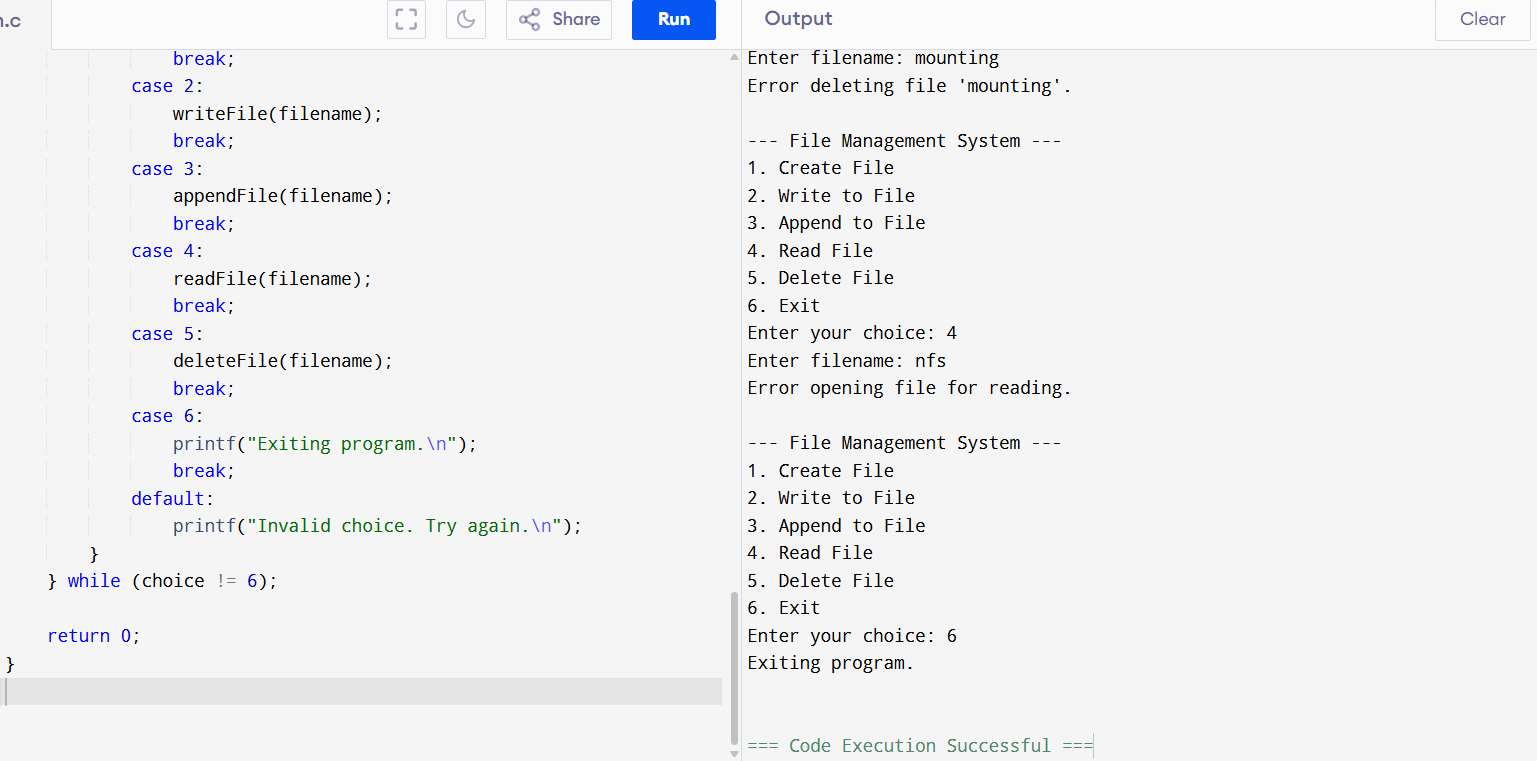 Share
Run
break;
case 2:
writeFile(filename);
break;
case 3:
appendFile(filename);
break;
case 4:
readFile(filename);
break;
case 5:
deleteFile(filename);
break;
case 6:
printf("Exiting program.\n");
break;
default:
printf("Invalid choice. Try again.\n");
}
} while (choice != 6);
return 0;
}
Output
Clear
Enter filename: mounting
Error deleting file 'mounting'.
--- File Management System ---
1. Create File
2. Write to File
3. Append to File
4. Read File
5. Delete File
6. Exit
Enter your choice: 4
Enter filename: nfs
Error opening file for reading.
--- File Management System ---
1. Create File
2. Write to File
3. Append to File
4. Read File
5. Delete File
6. Exit
Enter your choice: 6
Exiting program.
=== Code Execution Successful ===